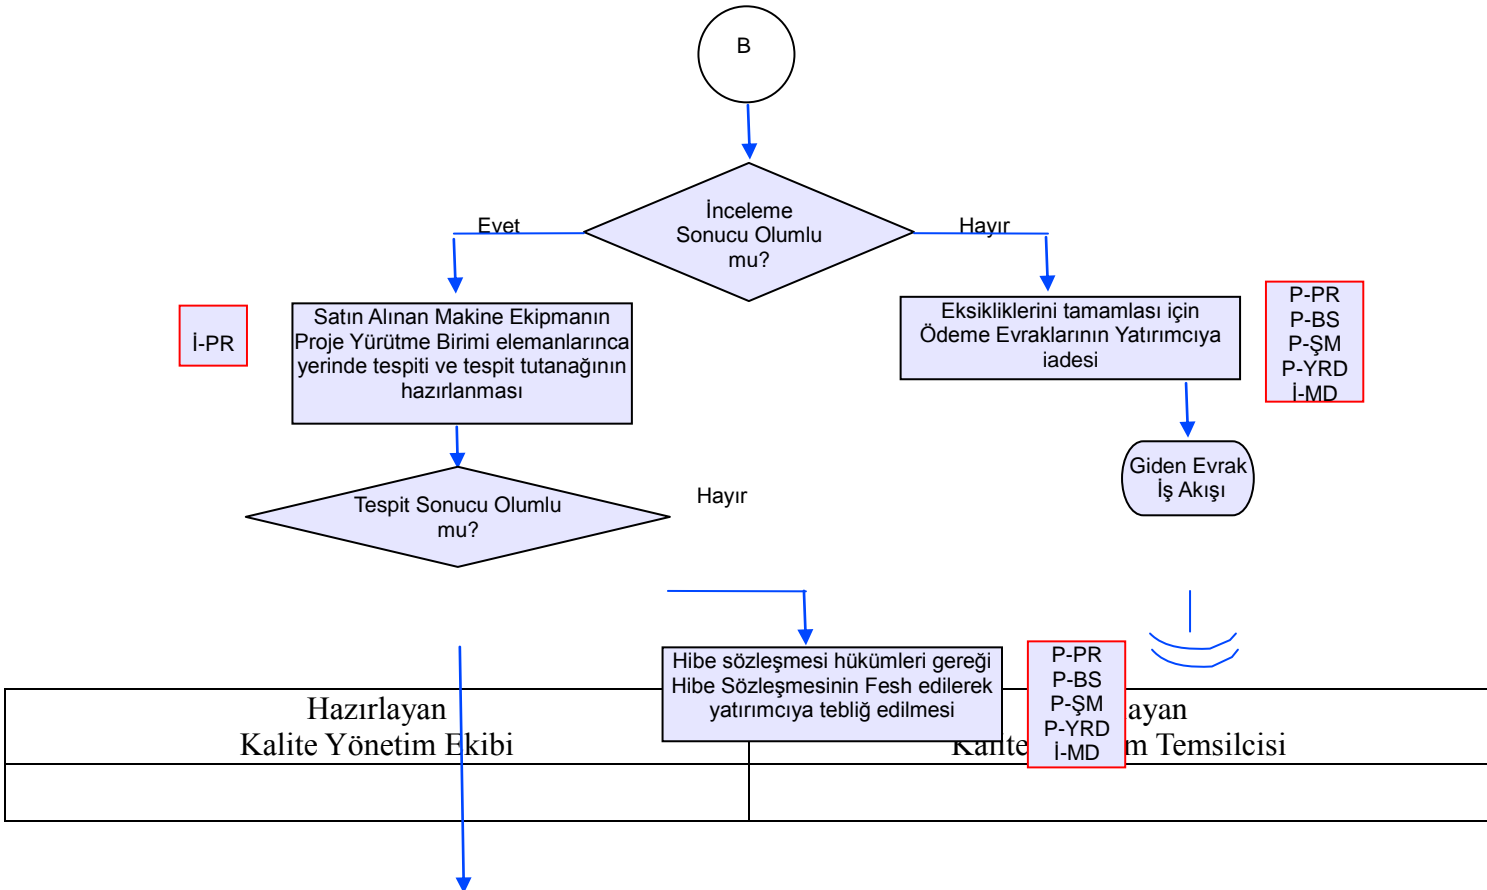 B
İnceleme
Sonucu Olumlu
mu?
Evet
Hayır
İ-PR
Satın Alınan Makine Ekipmanın
Proje Yürütme Birimi elemanlarınca
yerinde tespiti ve tespit tutanağının
hazırlanması
Eksikliklerini tamamlası için
Ödeme Evraklarının Yatırımcıya
iadesi
P-PR
P-BS
P-ŞM
P-YRD
İ-MD
Giden Evrak
İş Akışı
Tespit Sonucu Olumlu
mu?
Hayır
Hibe sözleşmesi hükümleri gereği
Hibe Sözleşmesinin Fesh edilerek
yatırımcıya tebliğ edilmesi
P-PR
P-BS
P-ŞM
P-YRD
İ-MD
Hazırlayan
Kalite Yönetim Ekibi
ayan
Kalite m Temsilcisi